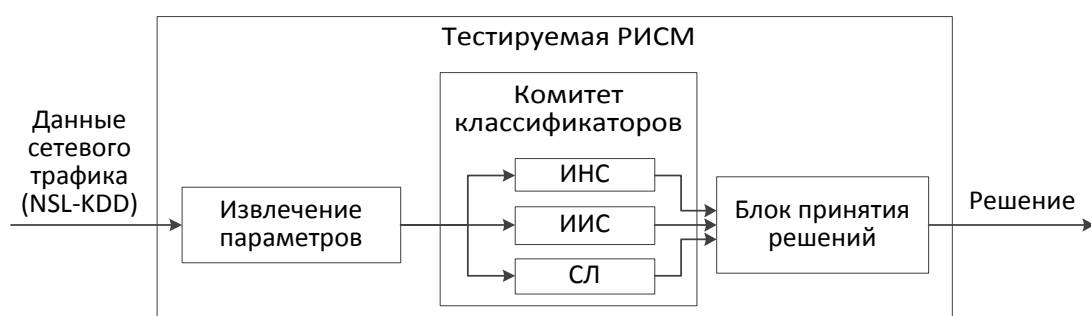 Тестируемая РИСМ
Данные
сетевого
трафика
(NSL-KDD)
Извлечение
параметров
Комитет
классификаторов
ИНС
ИИС
СЛ
Блок принятия
решений
Решение